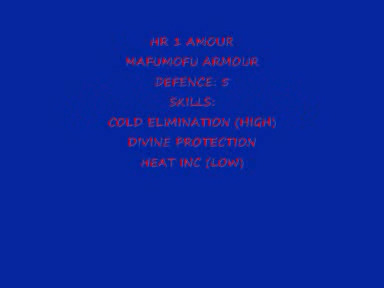 HR 1 AMOUR
MAFUMOFU ARMOUR
DEFENCE: 5
SKILLS:
COLD ELIMINATION (HIGH)
DIVINE PROTECTION
HEAT INC (LOW)